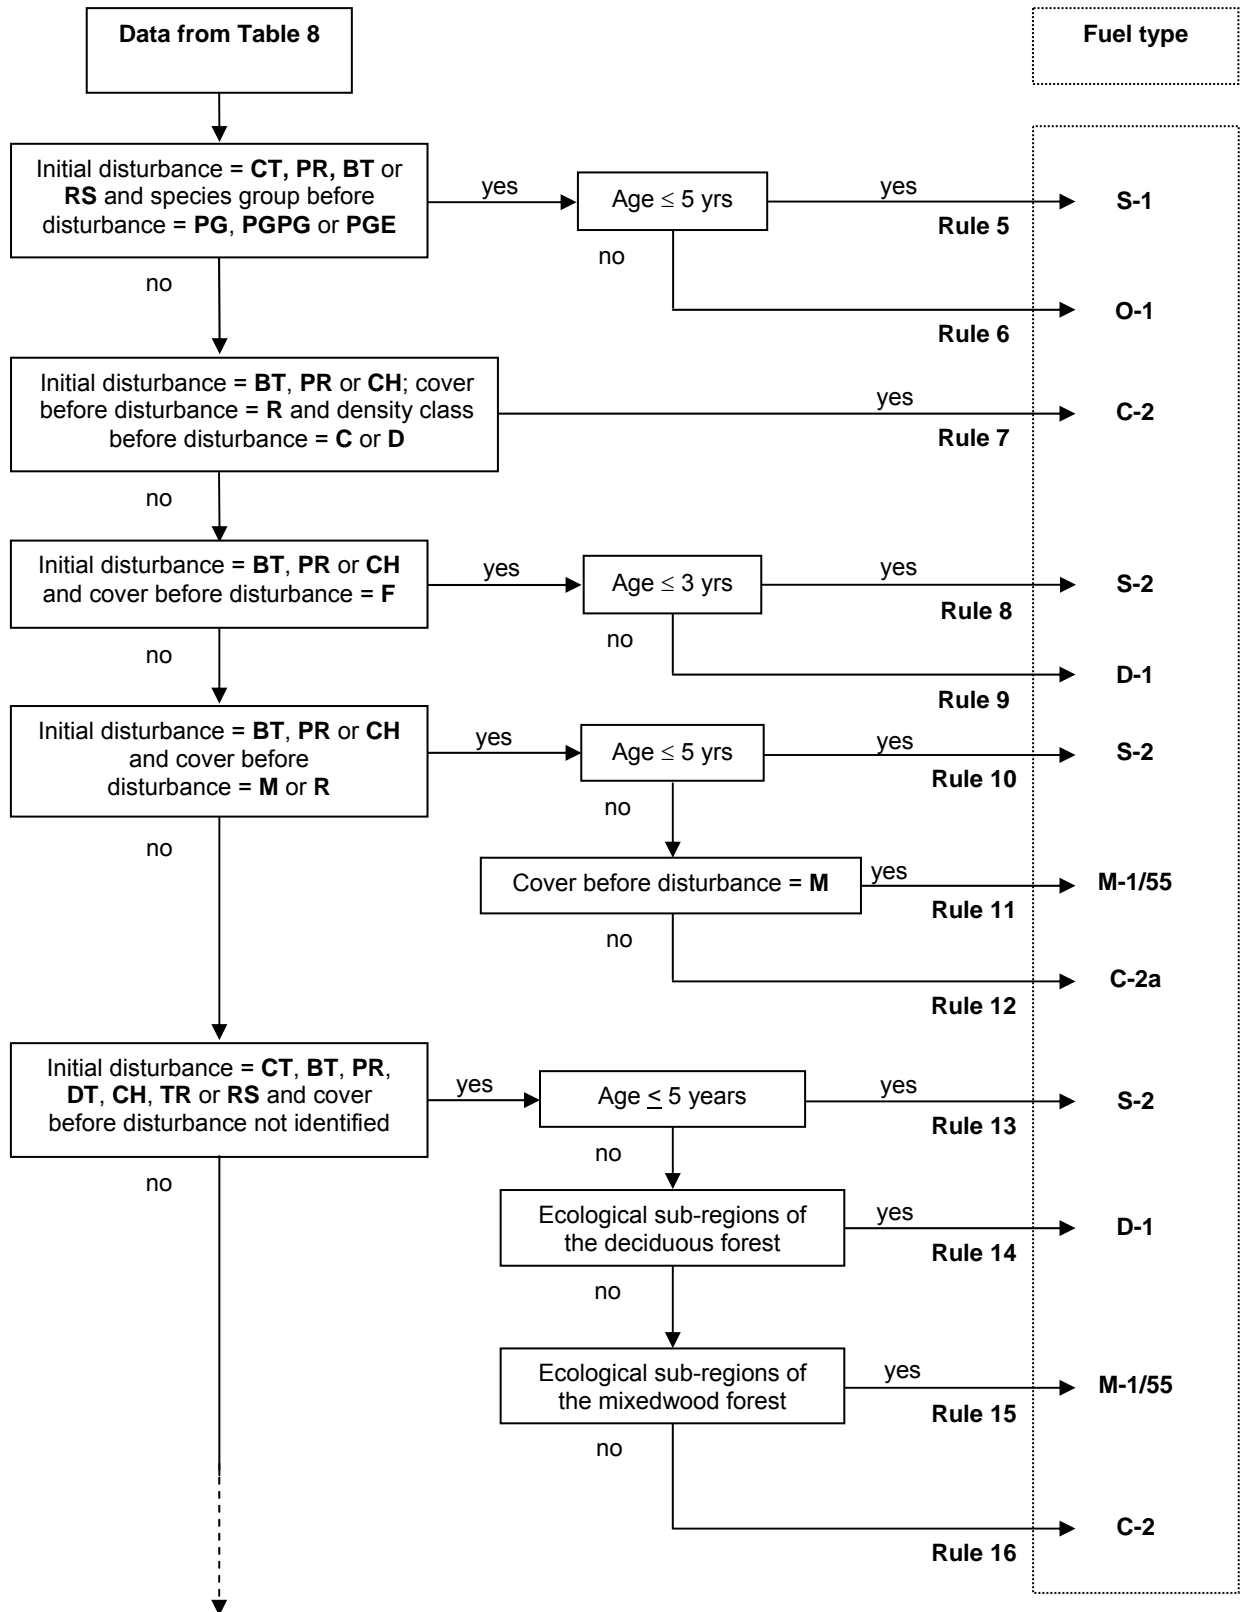 Data from Table 8
Fuel type
Initial disturbance = CT, PR, BT or
RS and species group before
disturbance = PG, PGPG or PGE
yes
Age ≤ 5 yrs
yes
Rule 5
S-1
no
no
Rule 6
O-1
Initial disturbance = BT, PR or CH; cover
before disturbance = R and density class
before disturbance = C or D
yes
Rule 7
C-2
no
Initial disturbance = BT, PR or CH
and cover before disturbance = F
yes
Age ≤ 3 yrs
yes
Rule 8
S-2
no
no
Rule 9
D-1
Initial disturbance = BT, PR or CH
and cover before
disturbance = M or R
yes
Age ≤ 5 yrs
yes
Rule 10
S-2
no
no
Cover before disturbance = M
yes
Rule 11
M-1/55
no
Rule 12
C-2a
Initial disturbance = CT, BT, PR,
DT, CH, TR or RS and cover
before disturbance not identified
yes
Age ≤ 5 years
yes
Rule 13
S-2
no
no
Ecological sub-regions of
the deciduous forest
yes
Rule 14
D-1
no
Ecological sub-regions of
the mixedwood forest
yes
Rule 15
M-1/55
no
Rule 16
C-2